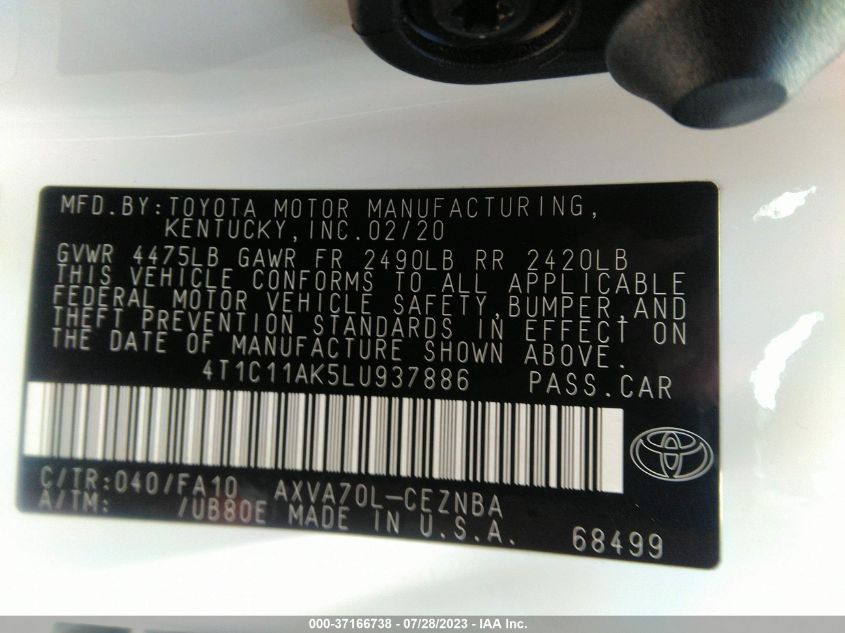 MFD.BY:TOYOTA MOTOR MANUFACTURING,
KENTUCKY,INC.02/20
GVWR 4475LB GAWR FR 2490LB RR 2420LB
THIS VEHICLE CONFORMS TO ALL APPLICABLE
FEDERAL MOTOR VEHICLE SAFETY,BUMPER,AND
THEFT PREVENTION STANDARDS IN EFFECT ON
THE DATE OF MANUFACTURE SHOWN ABOVE.
4T1C11AK5LU937886 PASS.CAR
C/TR:040/FA10 AXVA70L-CEZNBA
A/TM: /UB80E MADE IN U.S.A.
68499
000-37166738 - 07/28/2023 - IAA Inc.